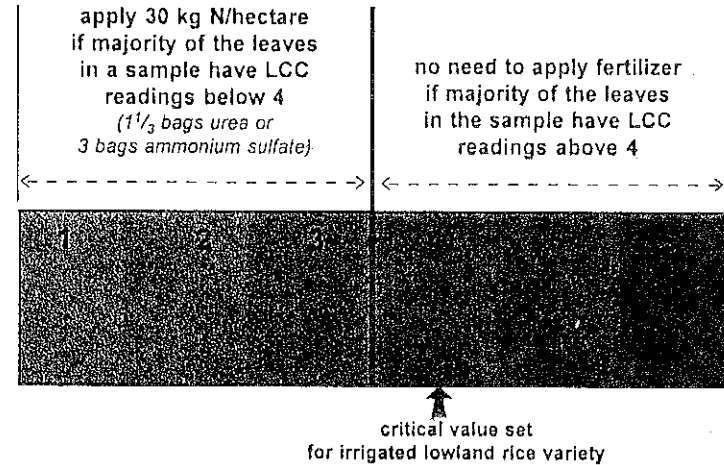 apply 30 kg N/hectare
if majority of the leaves
in a sample have LCC
readings below 4
(1 1/3 bags urea or
3 bags ammonium sulfate)
no need to apply fertilizer
if majority of the leaves
in the sample have LCC
readings above 4
1 2 3
critical value set
for irrigated lowland rice variety